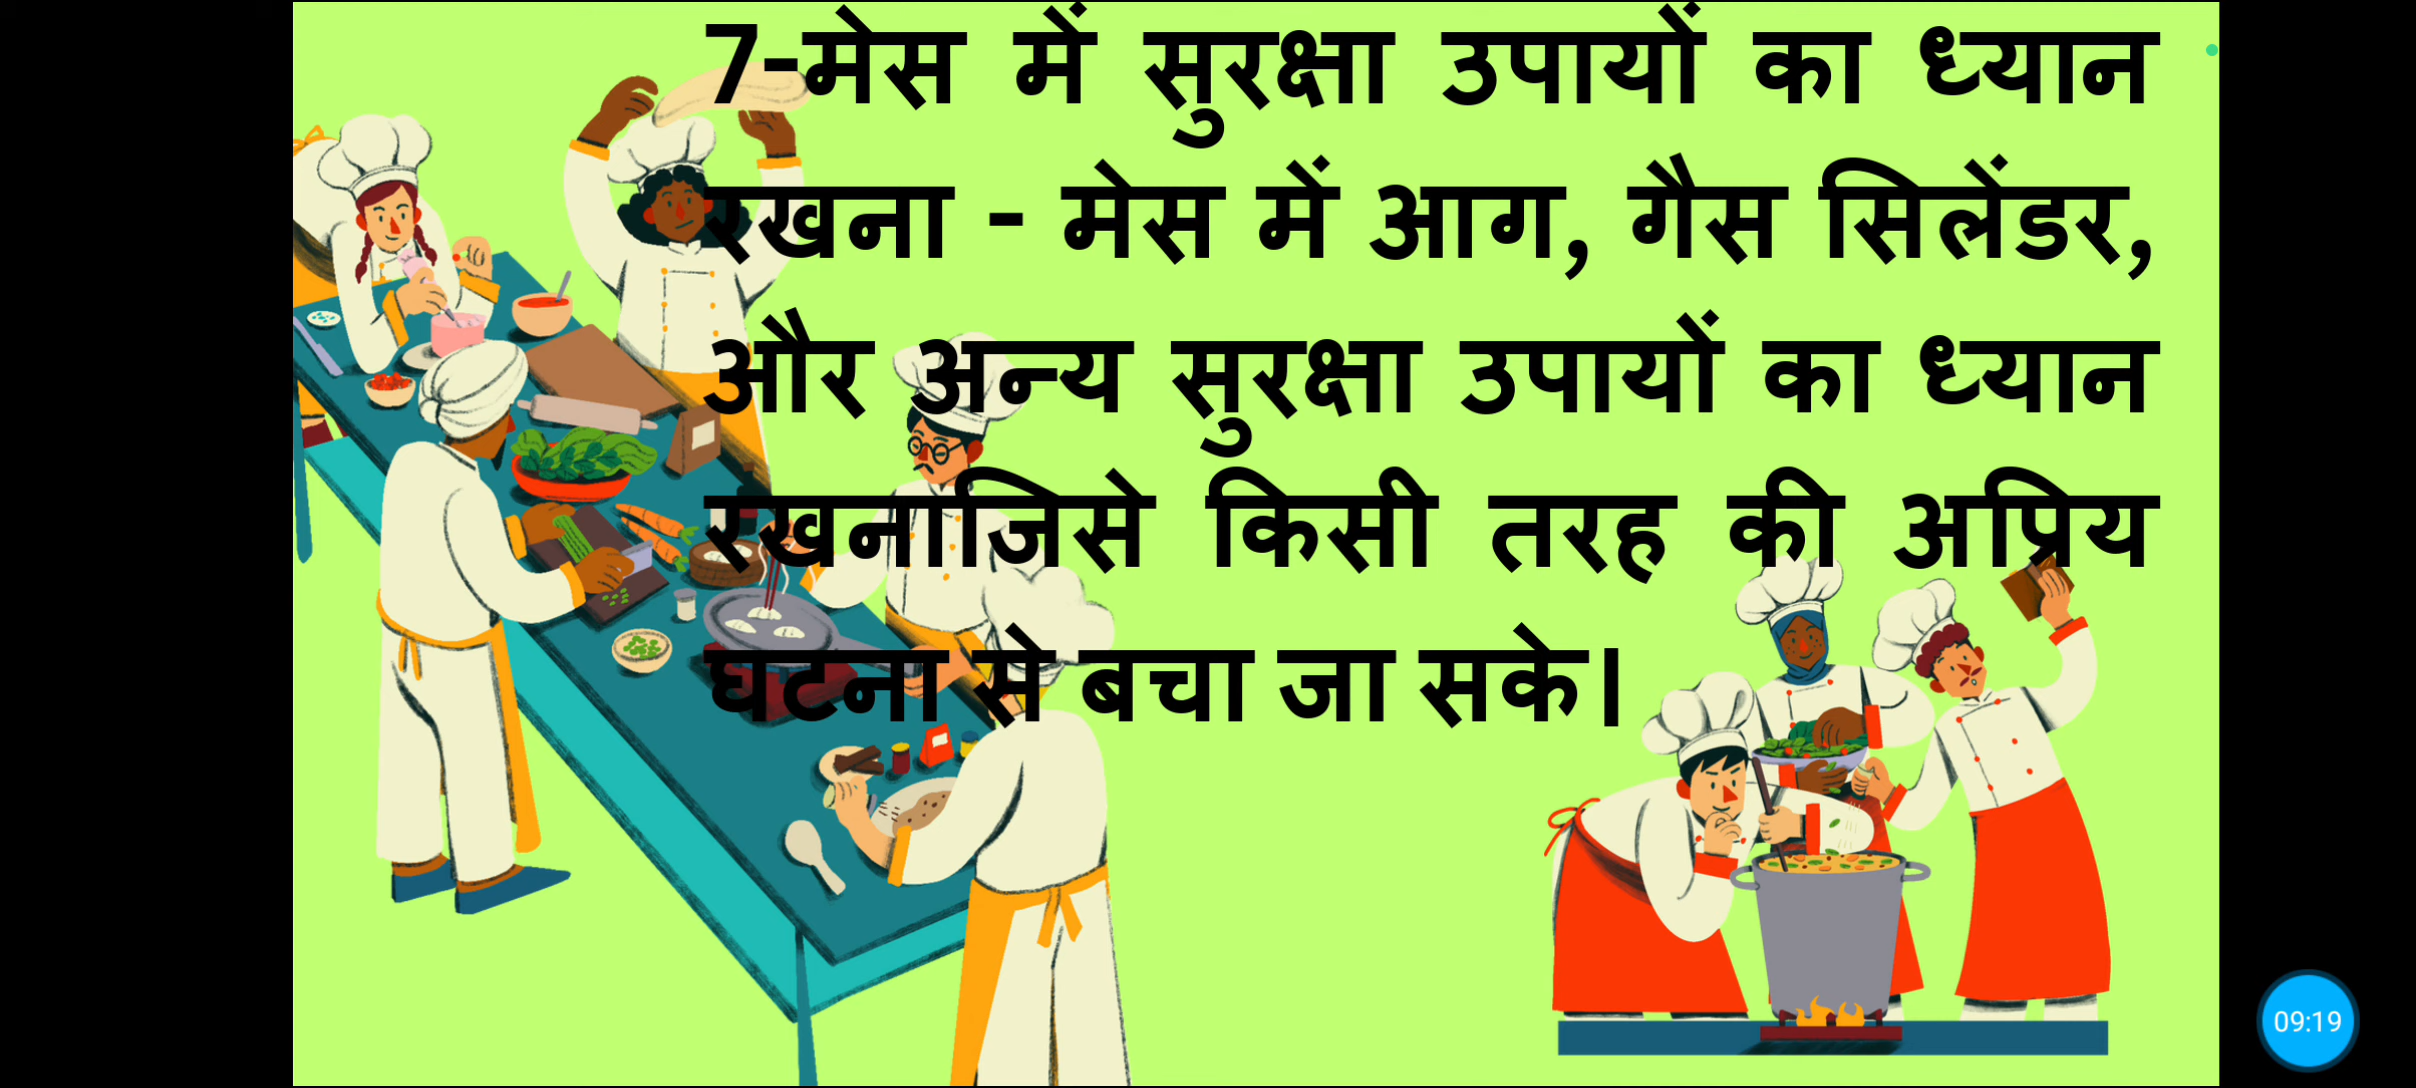 7-मेस में सुरक्षा उपायों का ध्यान
रखना - मेस में आग, गैस सिलेंडर,
और अन्य सुरक्षा उपायों का ध्यान
रखनाजिसे किसी तरह की अप्रिय
घटना से बचा जा सके।
09:19